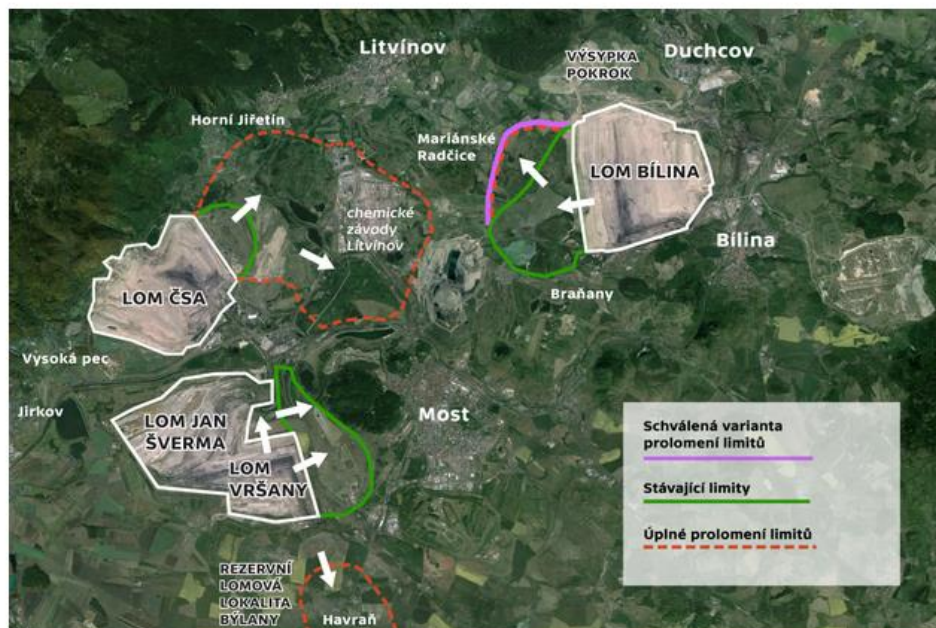 Litvínov
Duchcov
VÝSYPKA
POKROK
Horní Jiřetín
Mariánské
Radčice
LOM BÍLINA
chemické
závody
Litvínov
Bílina
LOM ČSA
Braňany
Vysoká pec
Jirkov
LOM JAN
ŠVERMA
Most
LOM
VRŠANY
Schválená varianta
prolomení limitů
Stávající limity
Úplné prolomení limitů
REZERVNÍ
LOMOVÁ
LOKALITA
BÝLANY
Havraň